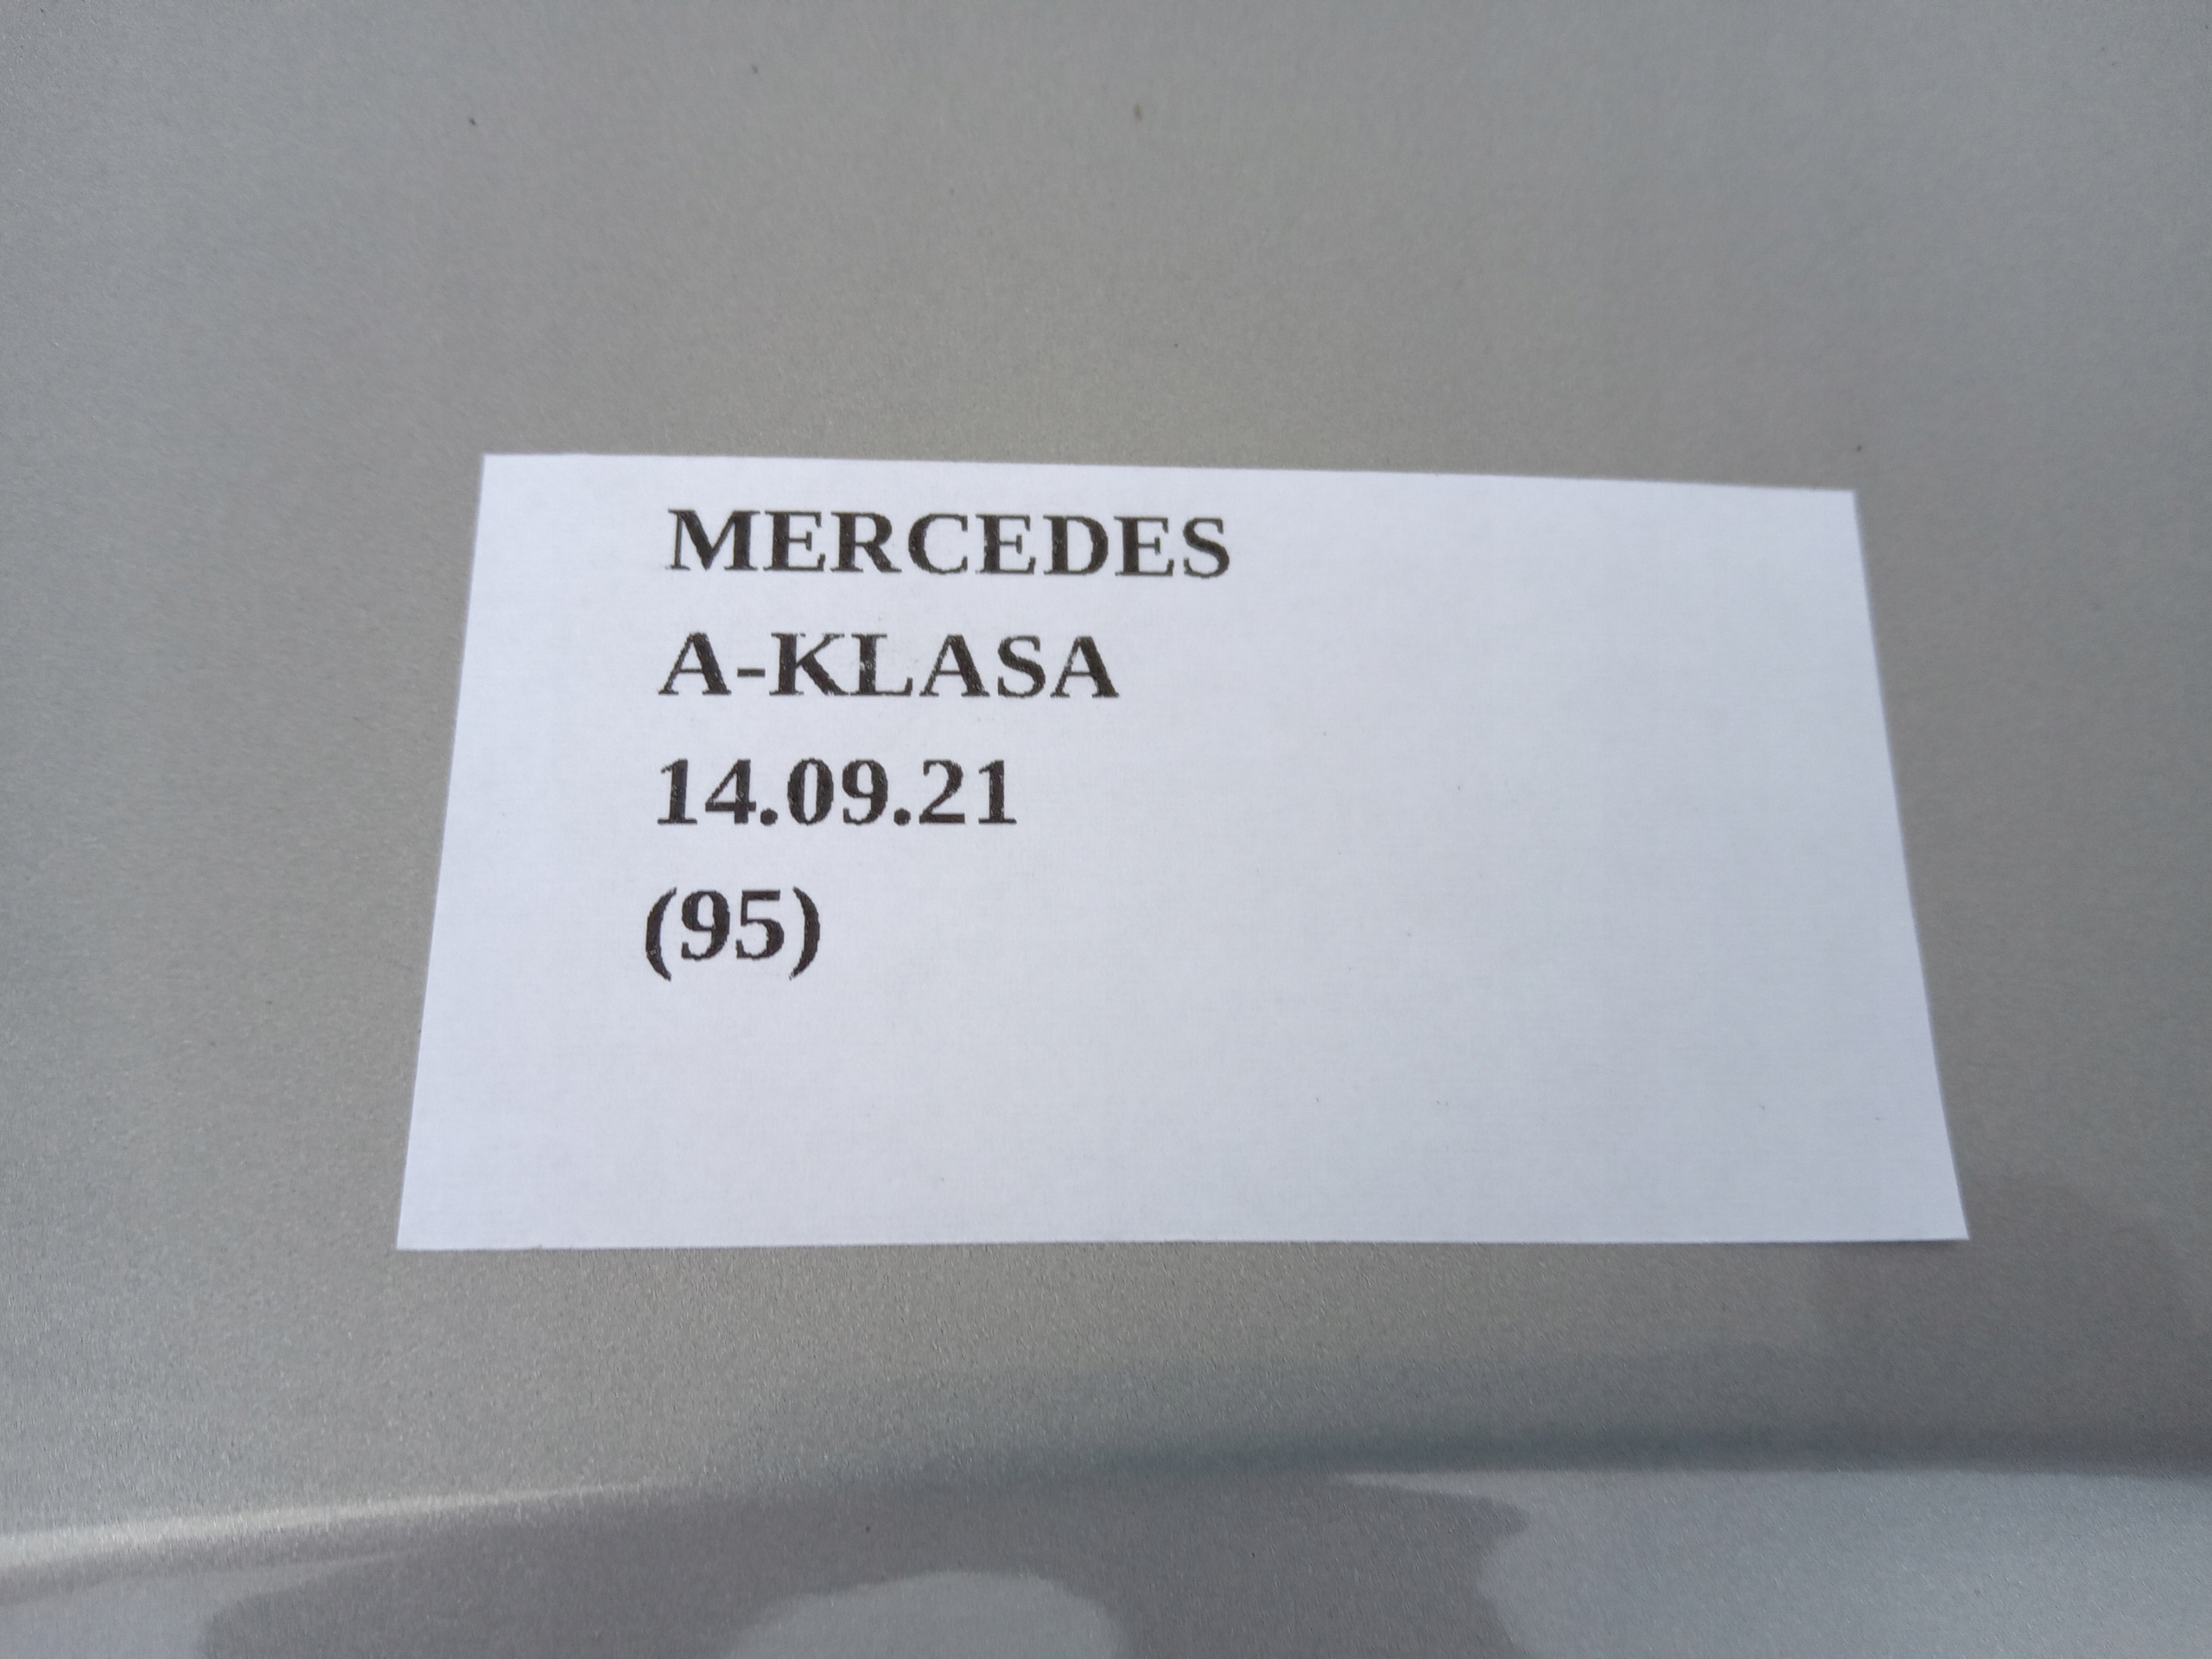 MERCEDES
A-KLASA
14.09.21
(95)